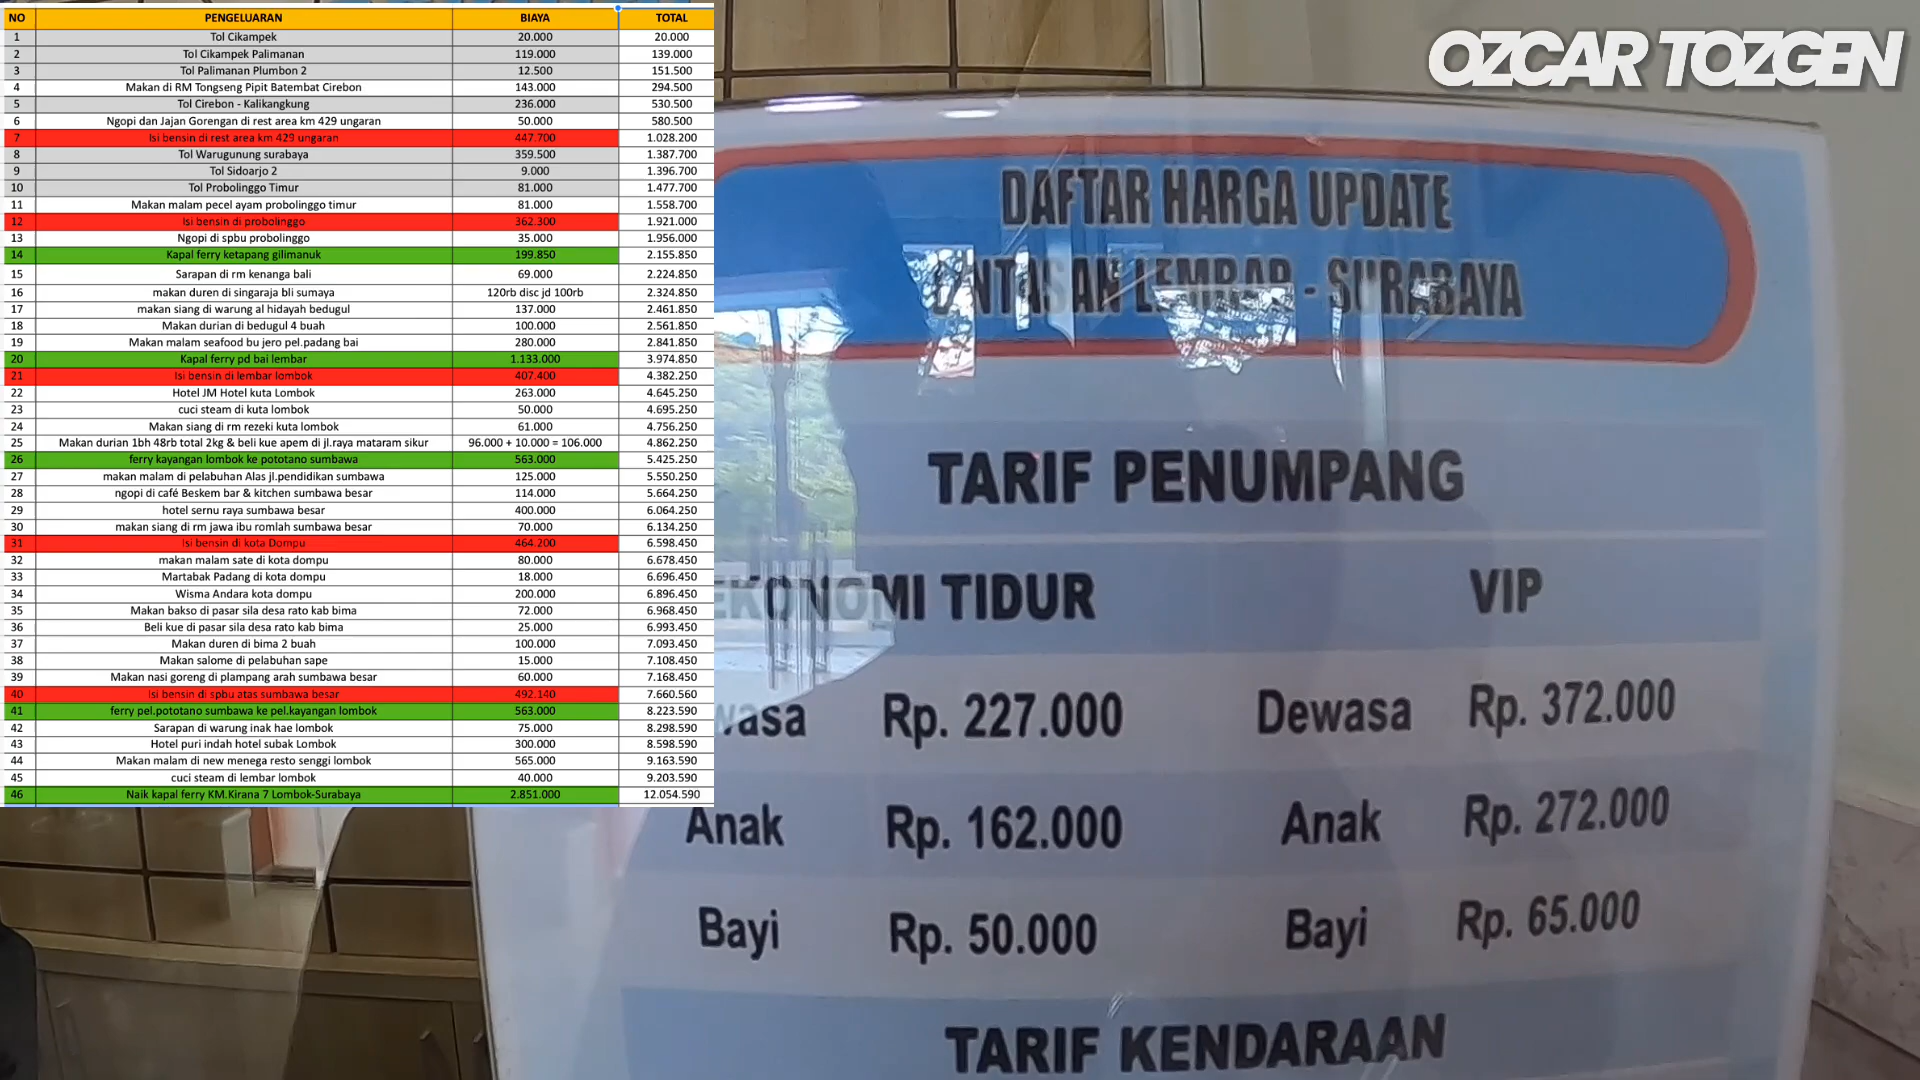 NO PENGELUARAN BIAYA TOTAL
1 Tol Cikampek 20.000 20.000
2 Tol Cikampek Palimanan 119.000 139.000
3 Tol Palimanan Plumbon 2 12.500 151.500
4 Makan di RM Tongseng Pipit Batembat Cirebon 143.000 294.500
5 Tol Cirebon - Kalikangkung 236.000 530.500
6 Ngopi dan Jajan Gorengan di rest area km 429 ungaran 50.000 580.500
7 Isi bensin di rest area km 429 ungaran 447.700 1.028.200
8 Tol Warugunung surabaya 359.500 1.387.700
9 Tol Sidoarjo 2 9.000 1.396.700
10 Tol Probolinggo Timur 81.000 1.477.700
11 Makan malam pecel ayam probolinggo timur 81.000 1.558.700
12 Isi bensin di probolinggo 362.300 1.921.000
13 Ngopi di spbu probolinggo 35.000 1.956.000
14 Kapal ferry ketapang gilimanuk 199.850 2.155.850
15 Sarapan di rm kenanga bali 69.000 2.224.850
16 makan duren di singaraja bli sumaya 120rb disc jd 100rb 2.324.850
17 makan siang di warung al hidayah bedugul 137.000 2.461.850
18 Makan durian di bedugul 4 buah 100.000 2.561.850
19 Makan malam seafood bu jero pel.padang bai 280.000 2.841.850
20 Kapal ferry pd bai lembar 1.133.000 3.974.850
21 Isi bensin di lembar lombok 407.400 4.382.250
22 Hotel JM Hotel kuta Lombok 263.000 4.645.250
23 cuci steam di kuta lombok 50.000 4.695.250
24 Makan siang di rm rezeki kuta lombok 61.000 4.756.250
25 Makan durian 1bh 48rb total 2kg & beli kue apem di jl.raya mataram sikur 96.000 + 10.000 = 106.000 4.862.250
26 ferry kayangan lombok ke pototano sumbawa 563.000 5.425.250
27 makan malam di pelabuhan Alas jl.pendidikan sumbawa 125.000 5.550.250
28 ngopi di café Beskem bar & kitchen sumbawa besar 114.000 5.664.250
29 hotel sernu raya sumbawa besar 400.000 6.064.250
30 makan siang di rm jawa ibu romlah sumbawa besar 70.000 6.134.250
31 Isi bensin di kota Dompu 464.200 6.598.450
32 makan malam sate di kota dompu 80.000 6.678.450
33 Martabak Padang di kota dompu 18.000 6.696.450
34 Wisma Andara kota dompu 200.000 6.896.450
35 Makan bakso di pasar sila desa rato kab bima 72.000 6.968.450
36 Beli kue di pasar sila desa rato kab bima 25.000 6.993.450
37 Makan duren di bima 2 buah 100.000 7.093.450
38 Makan salome di pelabuhan sape 15.000 7.108.450
39 Makan nasi goreng di plampang arah sumbawa besar 60.000 7.168.450
40 Isi bensin di spbu atas sumbawa besar 492.140 7.660.560
41 ferry pel.pototano sumbawa ke pel.kayangan lombok 563.000 8.223.590
42 Sarapan di warung inak hae lombok 75.000 8.298.590
43 Hotel puri indah hotel subak Lombok 300.000 8.598.590
44 Makan malam di new menega resto senggi lombok 565.000 9.163.590
45 cuci steam di lembar lombok 40.000 9.203.590
46 Naik kapal ferry KM.Kirana 7 Lombok-Surabaya 2.851.000 12.054.590
OZCAR TOZGEN
DAFTAR HARGA UPDATE
LINTASAN LEMBAR - SURABAYA
TARIF PENUMPANG
EKONOMI TIDUR VIP
wasa Rp. 227.000 Dewasa Rp. 372.000
Anak Rp. 162.000 Anak Rp. 272.000
Bayi Rp. 50.000 Bayi Rp. 65.000
TARIF KENDARAAN